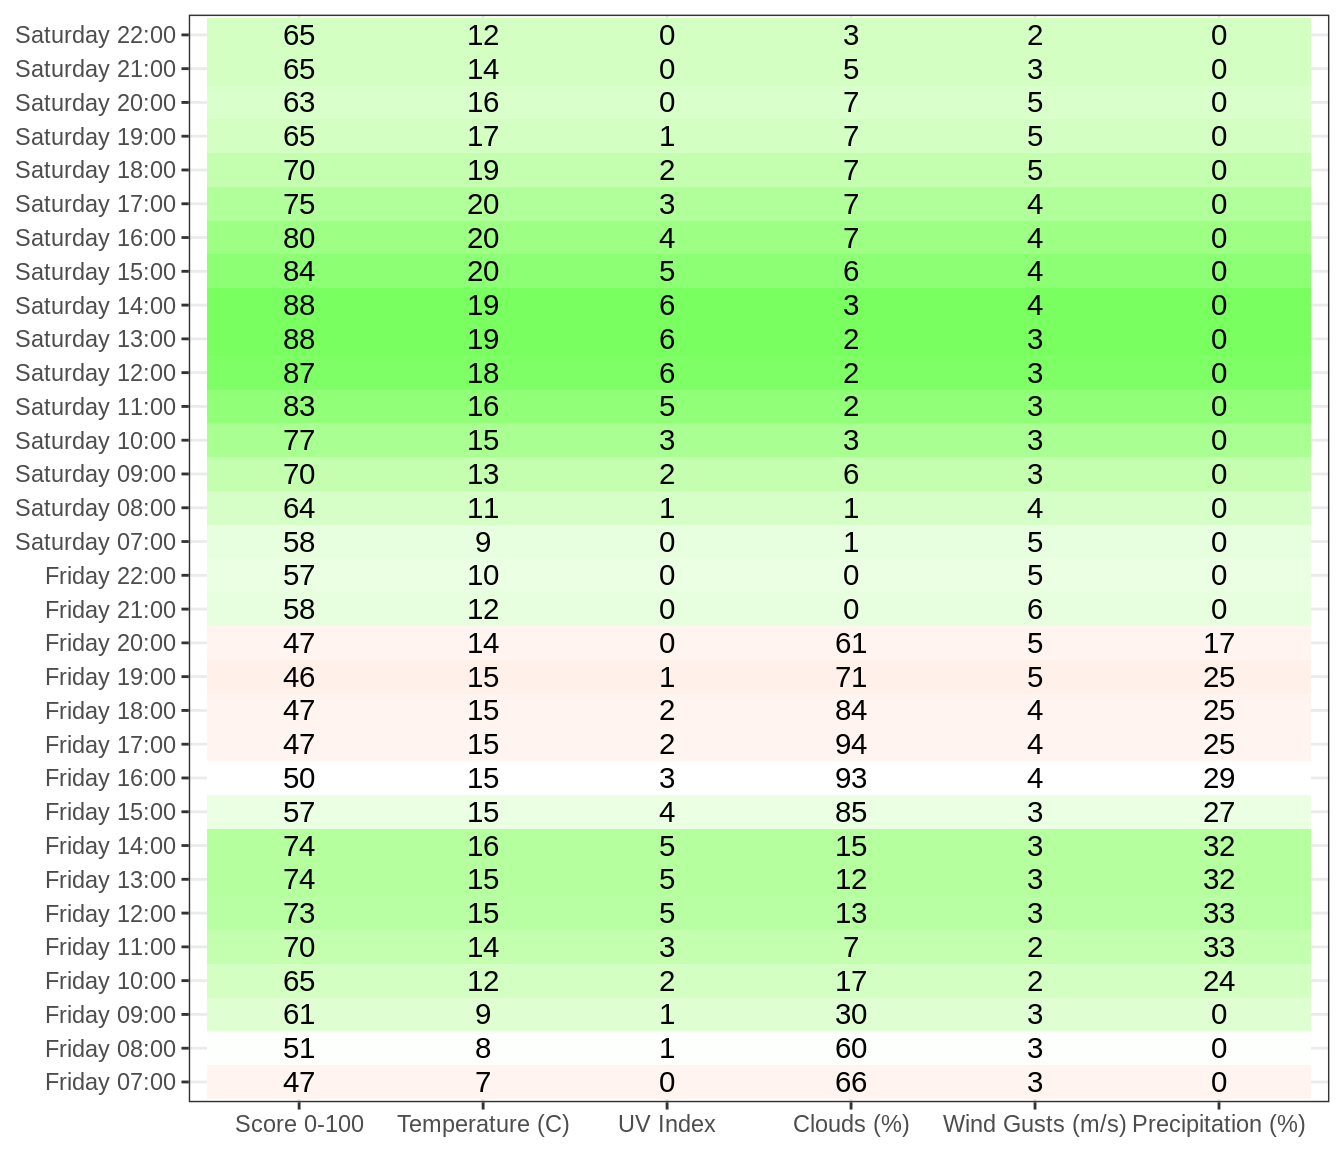 Saturday 22:00 65 12 0 3 2 0
Saturday 21:00 65 14 0 5 3 0
Saturday 20:00 63 16 0 7 5 0
Saturday 19:00 65 17 1 7 5 0
Saturday 18:00 70 19 2 7 5 0
Saturday 17:00 75 20 3 7 4 0
Saturday 16:00 80 20 4 7 4 0
Saturday 15:00 84 20 5 6 4 0
Saturday 14:00 88 19 6 3 4 0
Saturday 13:00 88 19 6 2 3 0
Saturday 12:00 87 18 6 2 3 0
Saturday 11:00 83 16 5 2 3 0
Saturday 10:00 77 15 3 3 3 0
Saturday 09:00 70 13 2 6 3 0
Saturday 08:00 64 11 1 1 4 0
Saturday 07:00 58 9 0 1 5 0
Friday 22:00 57 10 0 0 5 0
Friday 21:00 58 12 0 0 6 0
Friday 20:00 47 14 0 61 5 17
Friday 19:00 46 15 1 71 5 25
Friday 18:00 47 15 2 84 4 25
Friday 17:00 47 15 2 94 4 25
Friday 16:00 50 15 3 93 4 29
Friday 15:00 57 15 4 85 3 27
Friday 14:00 74 16 5 15 3 32
Friday 13:00 74 15 5 12 3 32
Friday 12:00 73 15 5 13 3 33
Friday 11:00 70 14 3 7 2 33
Friday 10:00 65 12 2 17 2 24
Friday 09:00 61 9 1 30 3 0
Friday 08:00 51 8 1 60 3 0
Friday 07:00 47 7 0 66 3 0
Score 0-100 Temperature (C) UV Index Clouds (%) Wind Gusts (m/s) Precipitation (%)